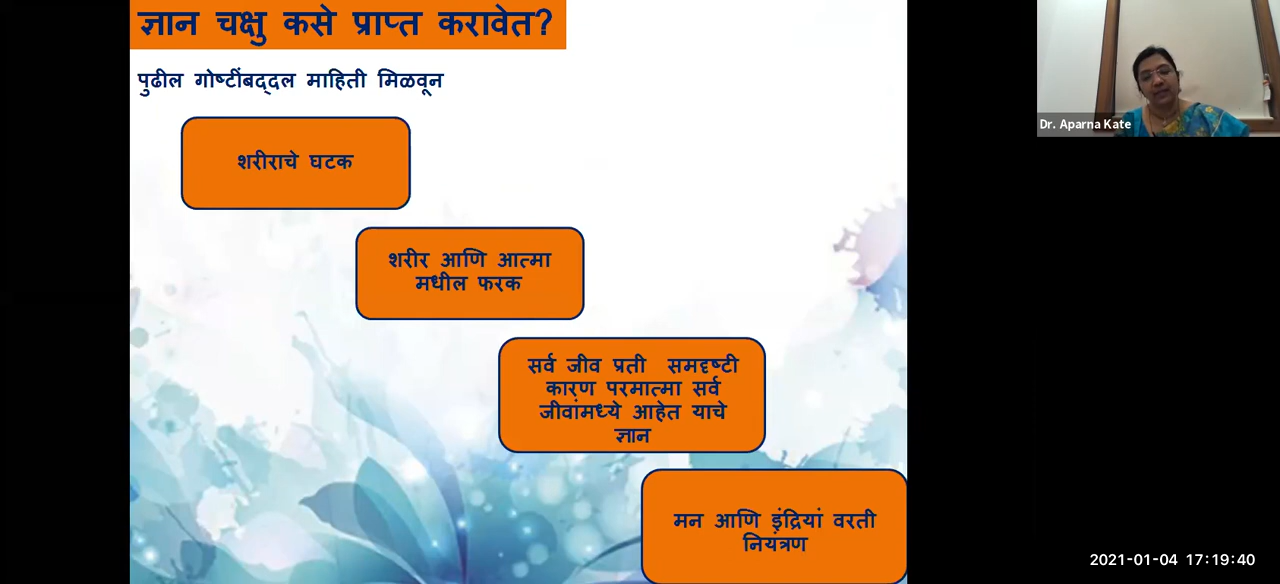 ज्ञान चक्षु कसे प्राप्त करावेत?
पुढील गोष्टींबद्दल माहिती मिळवून
शरीराचे घटक
शरीर आणि आत्मा
मधील फरक
सर्व जीव प्रती समदृष्टी
कारण परमात्मा सर्व
जीवांमध्ये आहेत याचे
ज्ञान
मन आणि इंद्रियां वरती
नियंत्रण
Dr. Aparna Kate
2021-01-04 17:19:40